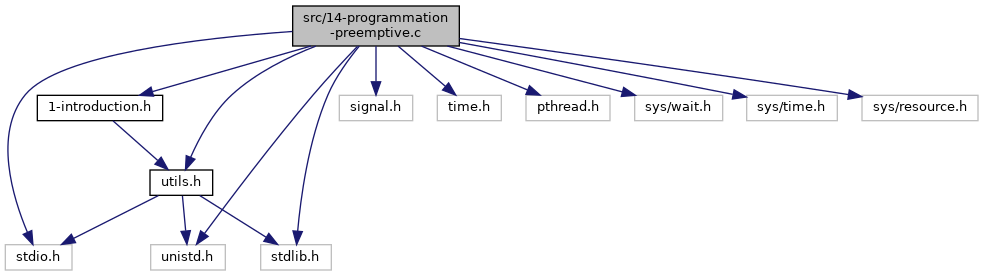 src/14-programmation
-preemptive.c
1-introduction.h
signal.h
time.h
pthread.h
sys/wait.h
sys/time.h
sys/resource.h
utils.h
stdio.h
unistd.h
stdlib.h